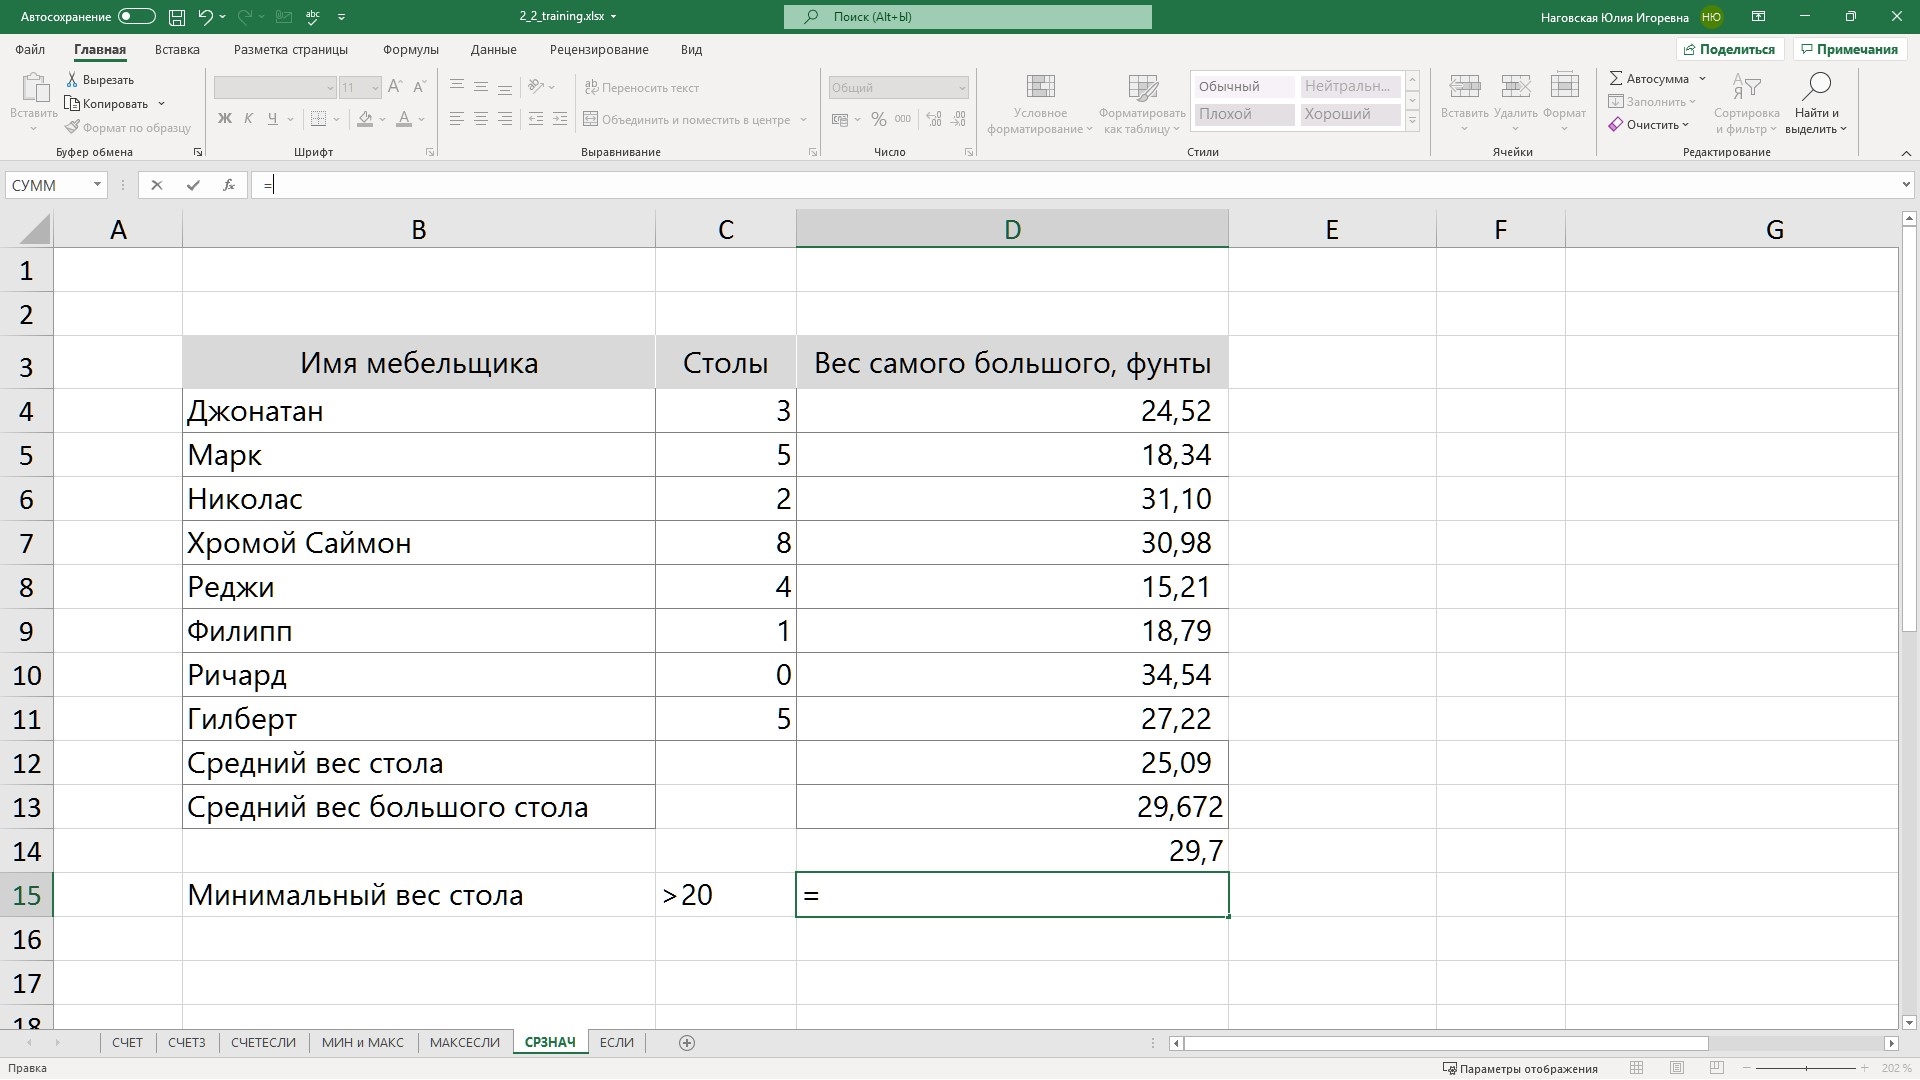 Автосохранение 2_2_training.xlsx Поиск (Alt+Ы) Наговская Юлия Игоревна НЮ
Файл Главная Вставка Разметка страницы Формулы Данные Рецензирование Вид Поделиться Примечания
Вставить Вырезать Копировать Формат по образцу Буфер обмена
11 Ж К Ч Шрифт
Переносить текст Объединить и поместить в центре Выравнивание
Общий % 000 Число
Условное форматирование Форматировать как таблицу Обычный Нейтральн... Плохой Хороший Стили
Вставить Удалить Формат Ячейки
Автосумма Заполнить Очистить Сортировка и фильтр Найти и выделить Редактирование
СУММ fx =
A B C D E F G
1
2
3 Имя мебельщика Столы Вес самого большого, фунты
4 Джонатан 3 24,52
5 Марк 5 18,34
6 Николас 2 31,10
7 Хромой Саймон 8 30,98
8 Реджи 4 15,21
9 Филипп 1 18,79
10 Ричард 0 34,54
11 Гилберт 5 27,22
12 Средний вес стола 25,09
13 Средний вес большого стола 29,672
14 29,7
15 Минимальный вес стола >20 =
16
17
18
СЧЕТ СЧЕТЗ СЧЕТЕСЛИ МИН и МАКС МАКСЕСЛИ СРЗНАЧ ЕСЛИ
Правка Параметры отображения 202 %